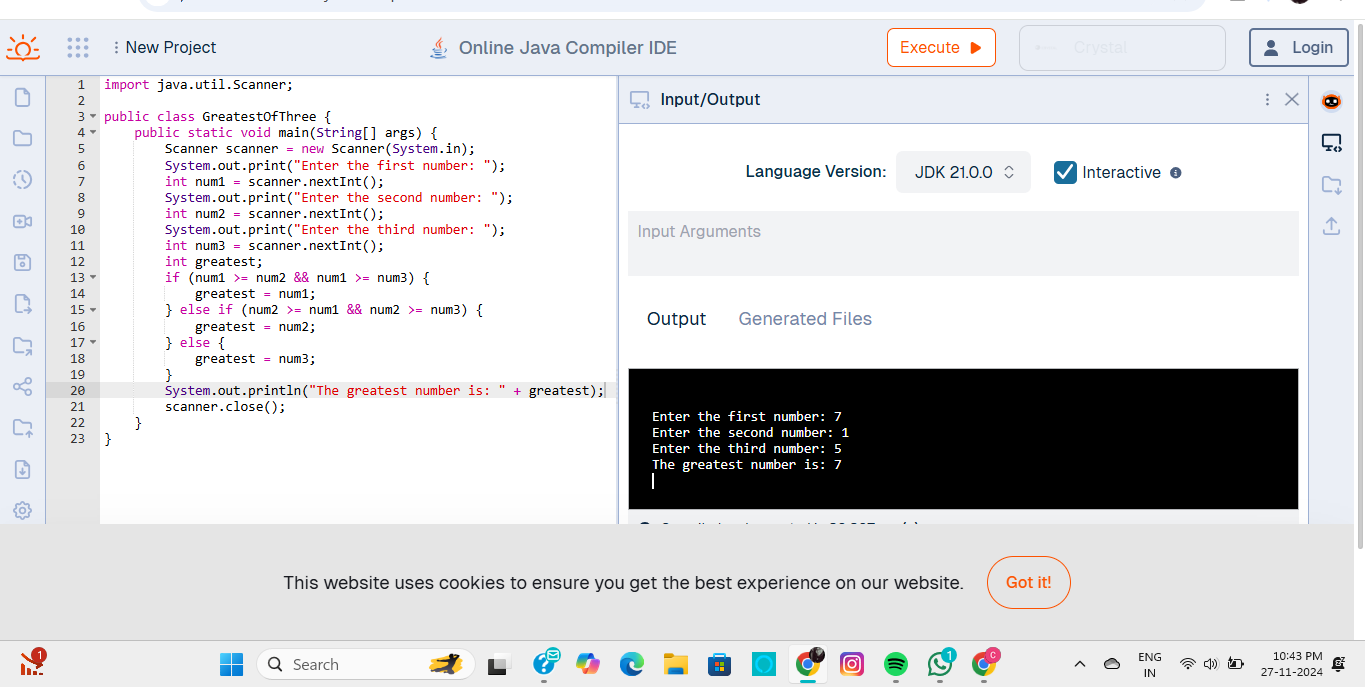 New Project
Online Java Compiler IDE
Execute
Crystal
Login
1 import java.util.Scanner;
2
3 public class GreatestOfThree {
4 public static void main(String[] args) {
5 Scanner scanner = new Scanner(System.in);
6 System.out.print("Enter the first number: ");
7 int num1 = scanner.nextInt();
8 System.out.print("Enter the second number: ");
9 int num2 = scanner.nextInt();
10 System.out.print("Enter the third number: ");
11 int num3 = scanner.nextInt();
12 int greatest;
13 if (num1 >= num2 && num1 >= num3) {
14 greatest = num1;
15 } else if (num2 >= num1 && num2 >= num3) {
16 greatest = num2;
17 } else {
18 greatest = num3;
19 }
20 System.out.println("The greatest number is: " + greatest);
21 scanner.close();
22 }
23 }
Input/Output
Language Version:
JDK 21.0.0
Interactive
Input Arguments
Output
Generated Files
Enter the first number: 7
Enter the second number: 1
Enter the third number: 5
The greatest number is: 7
This website uses cookies to ensure you get the best experience on our website.
Got it!
1
Search
1
C
ENG
IN
10:43 PM
27-11-2024